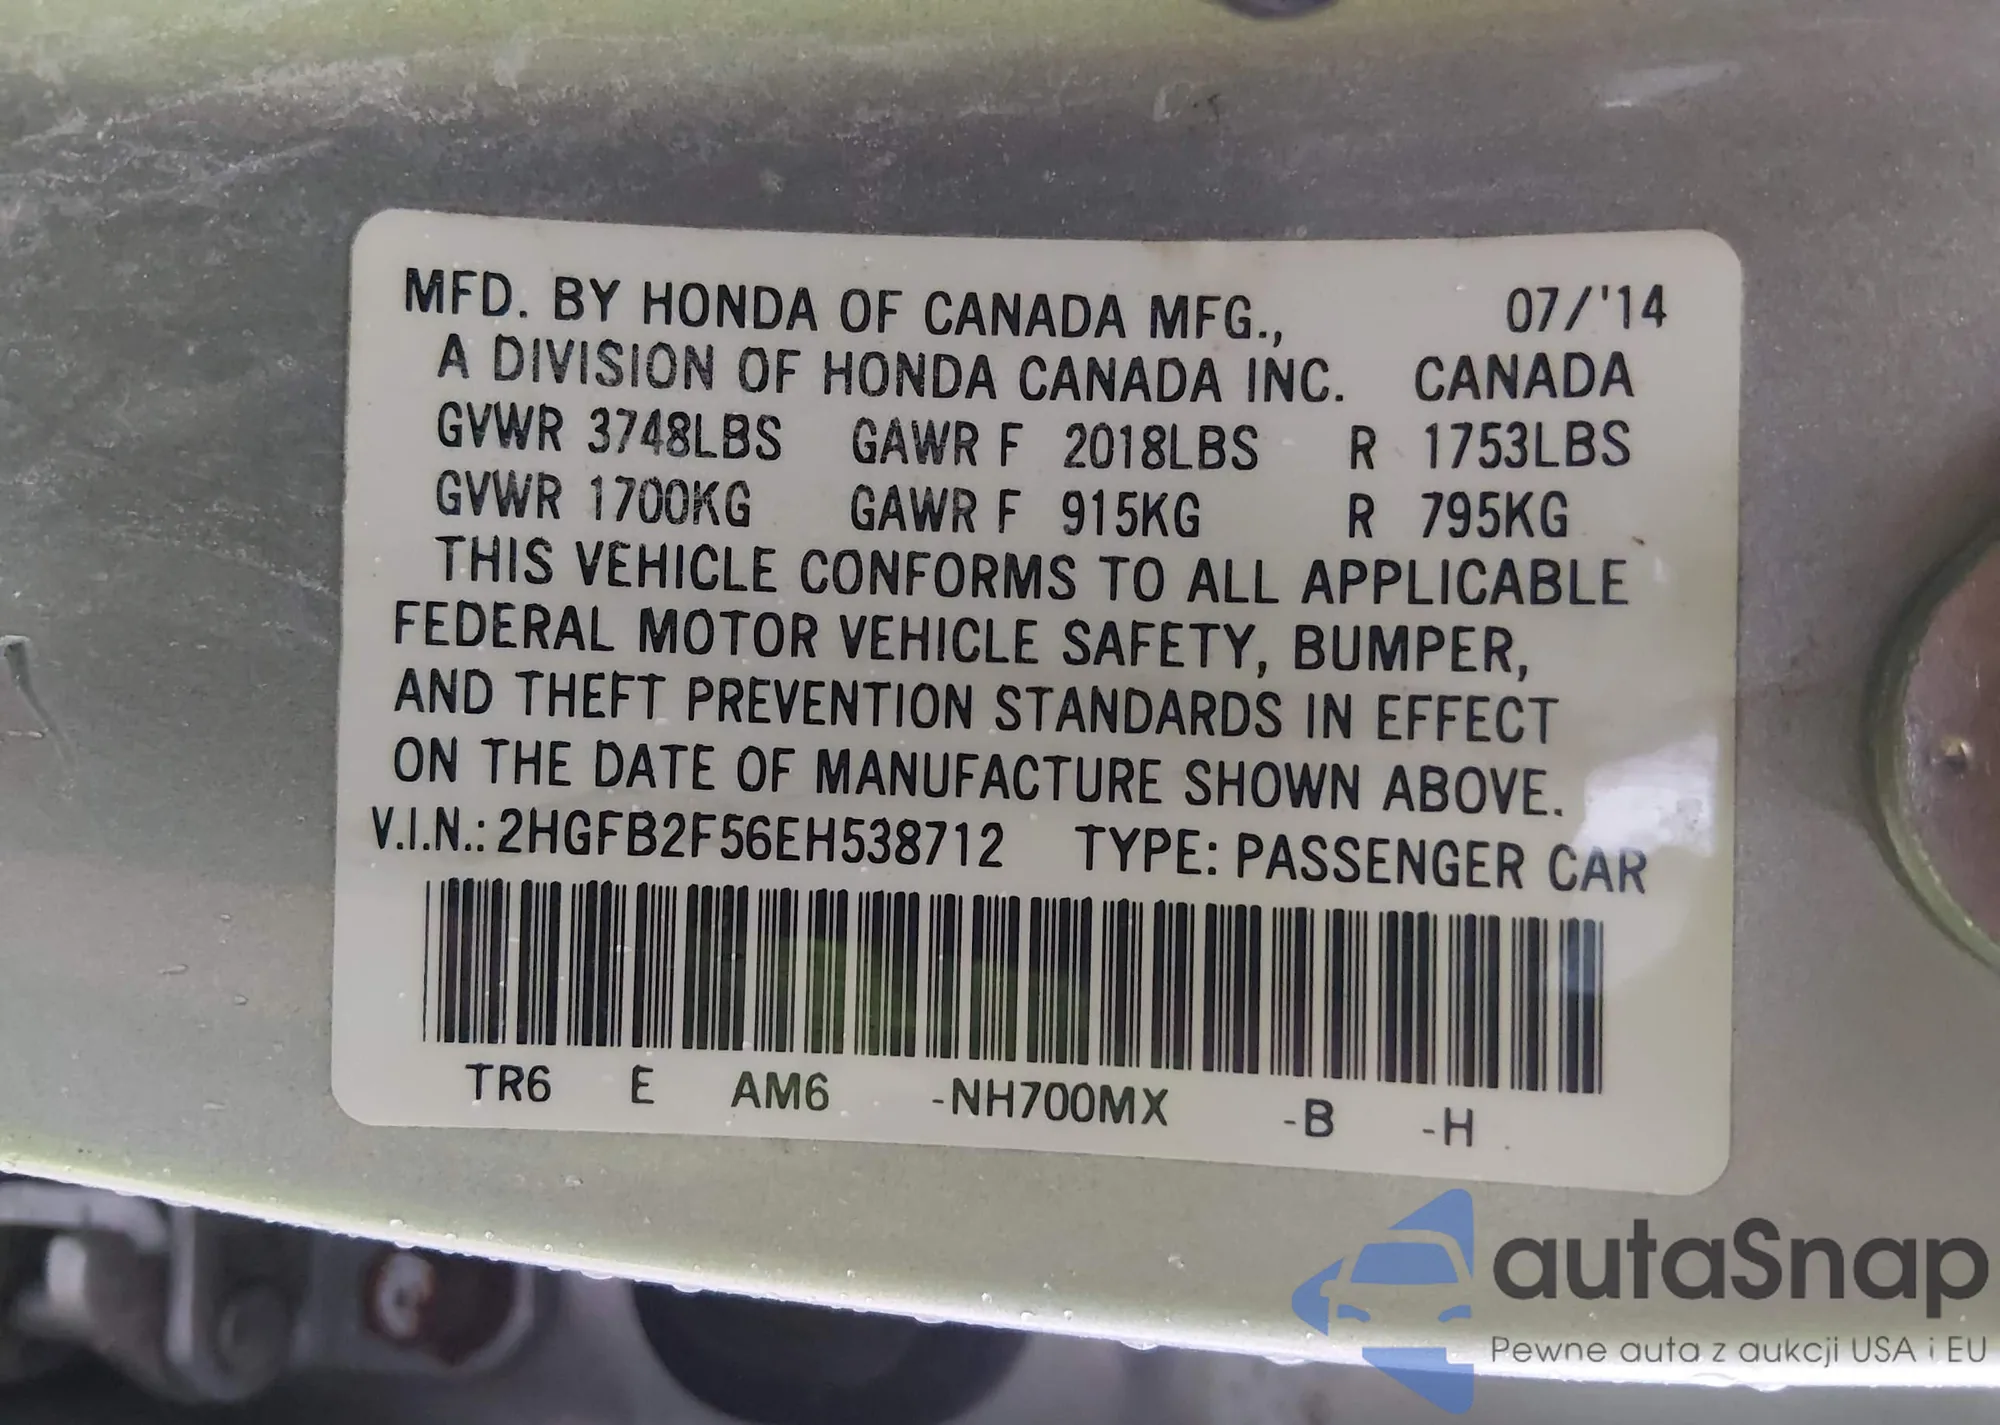 MFD. BY HONDA OF CANADA MFG., 07/'14
A DIVISION OF HONDA CANADA INC. CANADA
GVWR 3748LBS GAWR F 2018LBS R 1753LBS
GVWR 1700KG GAWR F 915KG R 795KG
THIS VEHICLE CONFORMS TO ALL APPLICABLE
FEDERAL MOTOR VEHICLE SAFETY, BUMPER,
AND THEFT PREVENTION STANDARDS IN EFFECT
ON THE DATE OF MANUFACTURE SHOWN ABOVE.
V.I.N.: 2HGFB2F56EH538712 TYPE: PASSENGER CAR
TR6 E AM6 -NH700MX -B -H
autaSnap
Pewne auta z aukcji USA i EU